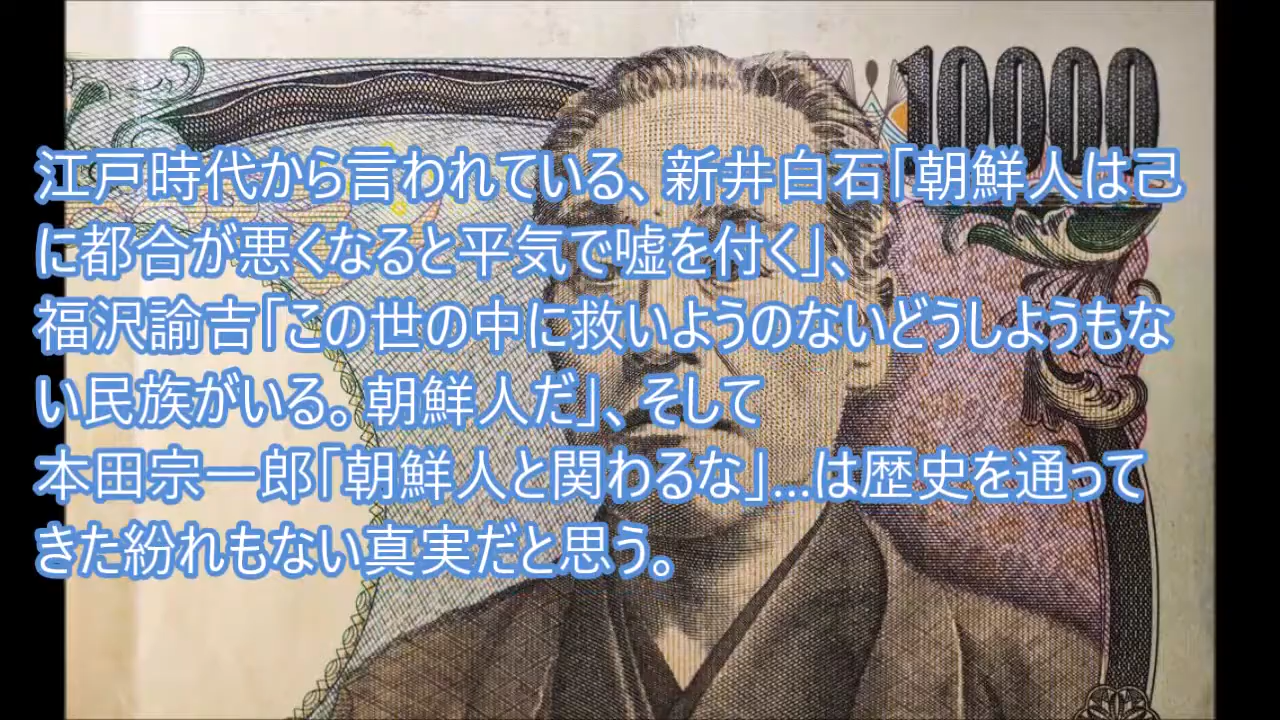 10000
江戸時代から言われている、新井白石「朝鮮人は己
に都合が悪くなると平気で嘘を付く」、
福沢諭吉「この世の中に救いようのないどうしようもな
い民族がいる。朝鮮人だ」、そして
本田宗一郎「朝鮮人と関わるな」...は歴史を通って
きた紛れもない真実だと思う。